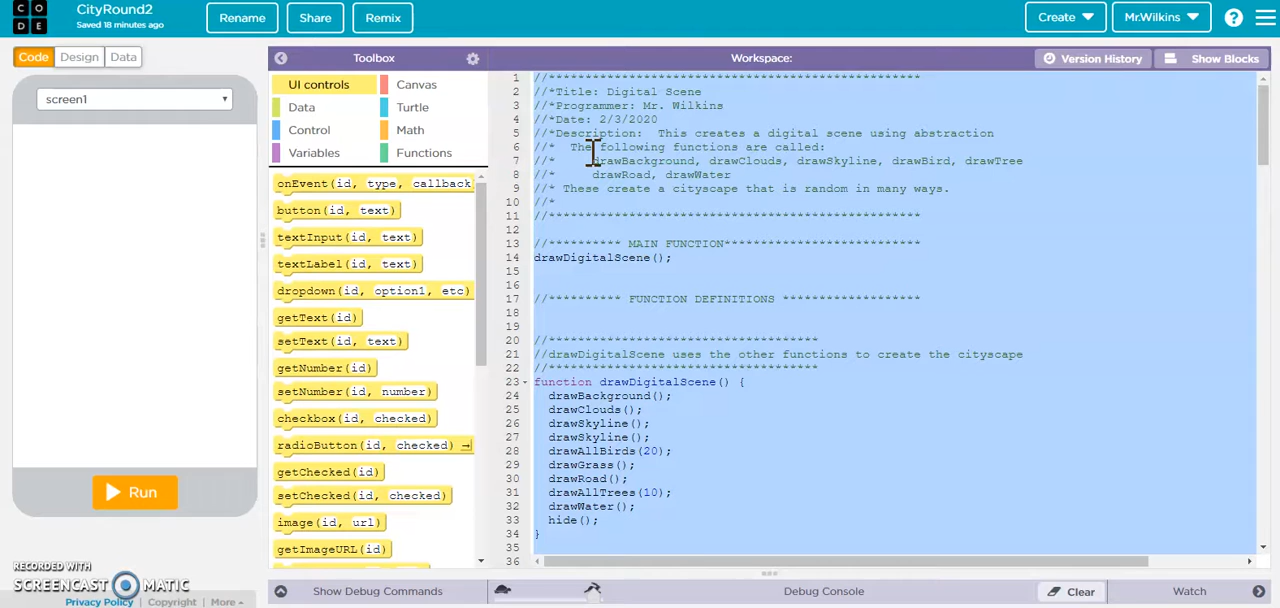 C O
D E
CityRound2
Saved 18 minutes ago
Rename
Share
Remix
Create
Mr.Wilkins
?
Code
Design
Data
Toolbox
Workspace:
Version History
Show Blocks
screen1
UI controls
Canvas
Data
Turtle
Control
Math
Variables
Functions
onEvent(id, type, callback
button(id, text)
textInput(id, text)
textLabel(id, text)
dropdown(id, option1, etc)
getText(id)
setText(id, text)
getNumber(id)
setNumber(id, number)
checkbox(id, checked)
radioButton(id, checked)
getChecked(id)
setChecked(id, checked)
image(id, url)
getImageURL(id)
1 //***************************************************
2 //*Title: Digital Scene
3 //*Programmer: Mr. Wilkins
4 //*Date: 2/3/2020
5 //*Description:  This creates a digital scene using abstraction
6 //*  The following functions are called:
7 //*     drawBackground, drawClouds, drawSkyline, drawBird, drawTree
8 //*     drawRoad, drawWater
9 //* These create a cityscape that is random in many ways.
10 //*
11 //***************************************************
12
13 //********** MAIN FUNCTION***************************
14 drawDigitalScene();
15
16
17 //********** FUNCTION DEFINITIONS *******************
18
19
20 //************************************
21 //drawDigitalScene uses the other functions to create the cityscape
22 //************************************
23 function drawDigitalScene() {
24   drawBackground();
25   drawClouds();
26   drawSkyline();
27   drawSkyline();
28   drawAllBirds(20);
29   drawGrass();
30   drawRoad();
31   drawAllTrees(10);
32   drawWater();
33   hide();
34 }
35
36
Run
RECORDED WITH
SCREENCAST MATIC
Privacy Policy
Copyright
More
Show Debug Commands
Debug Console
Clear
Watch